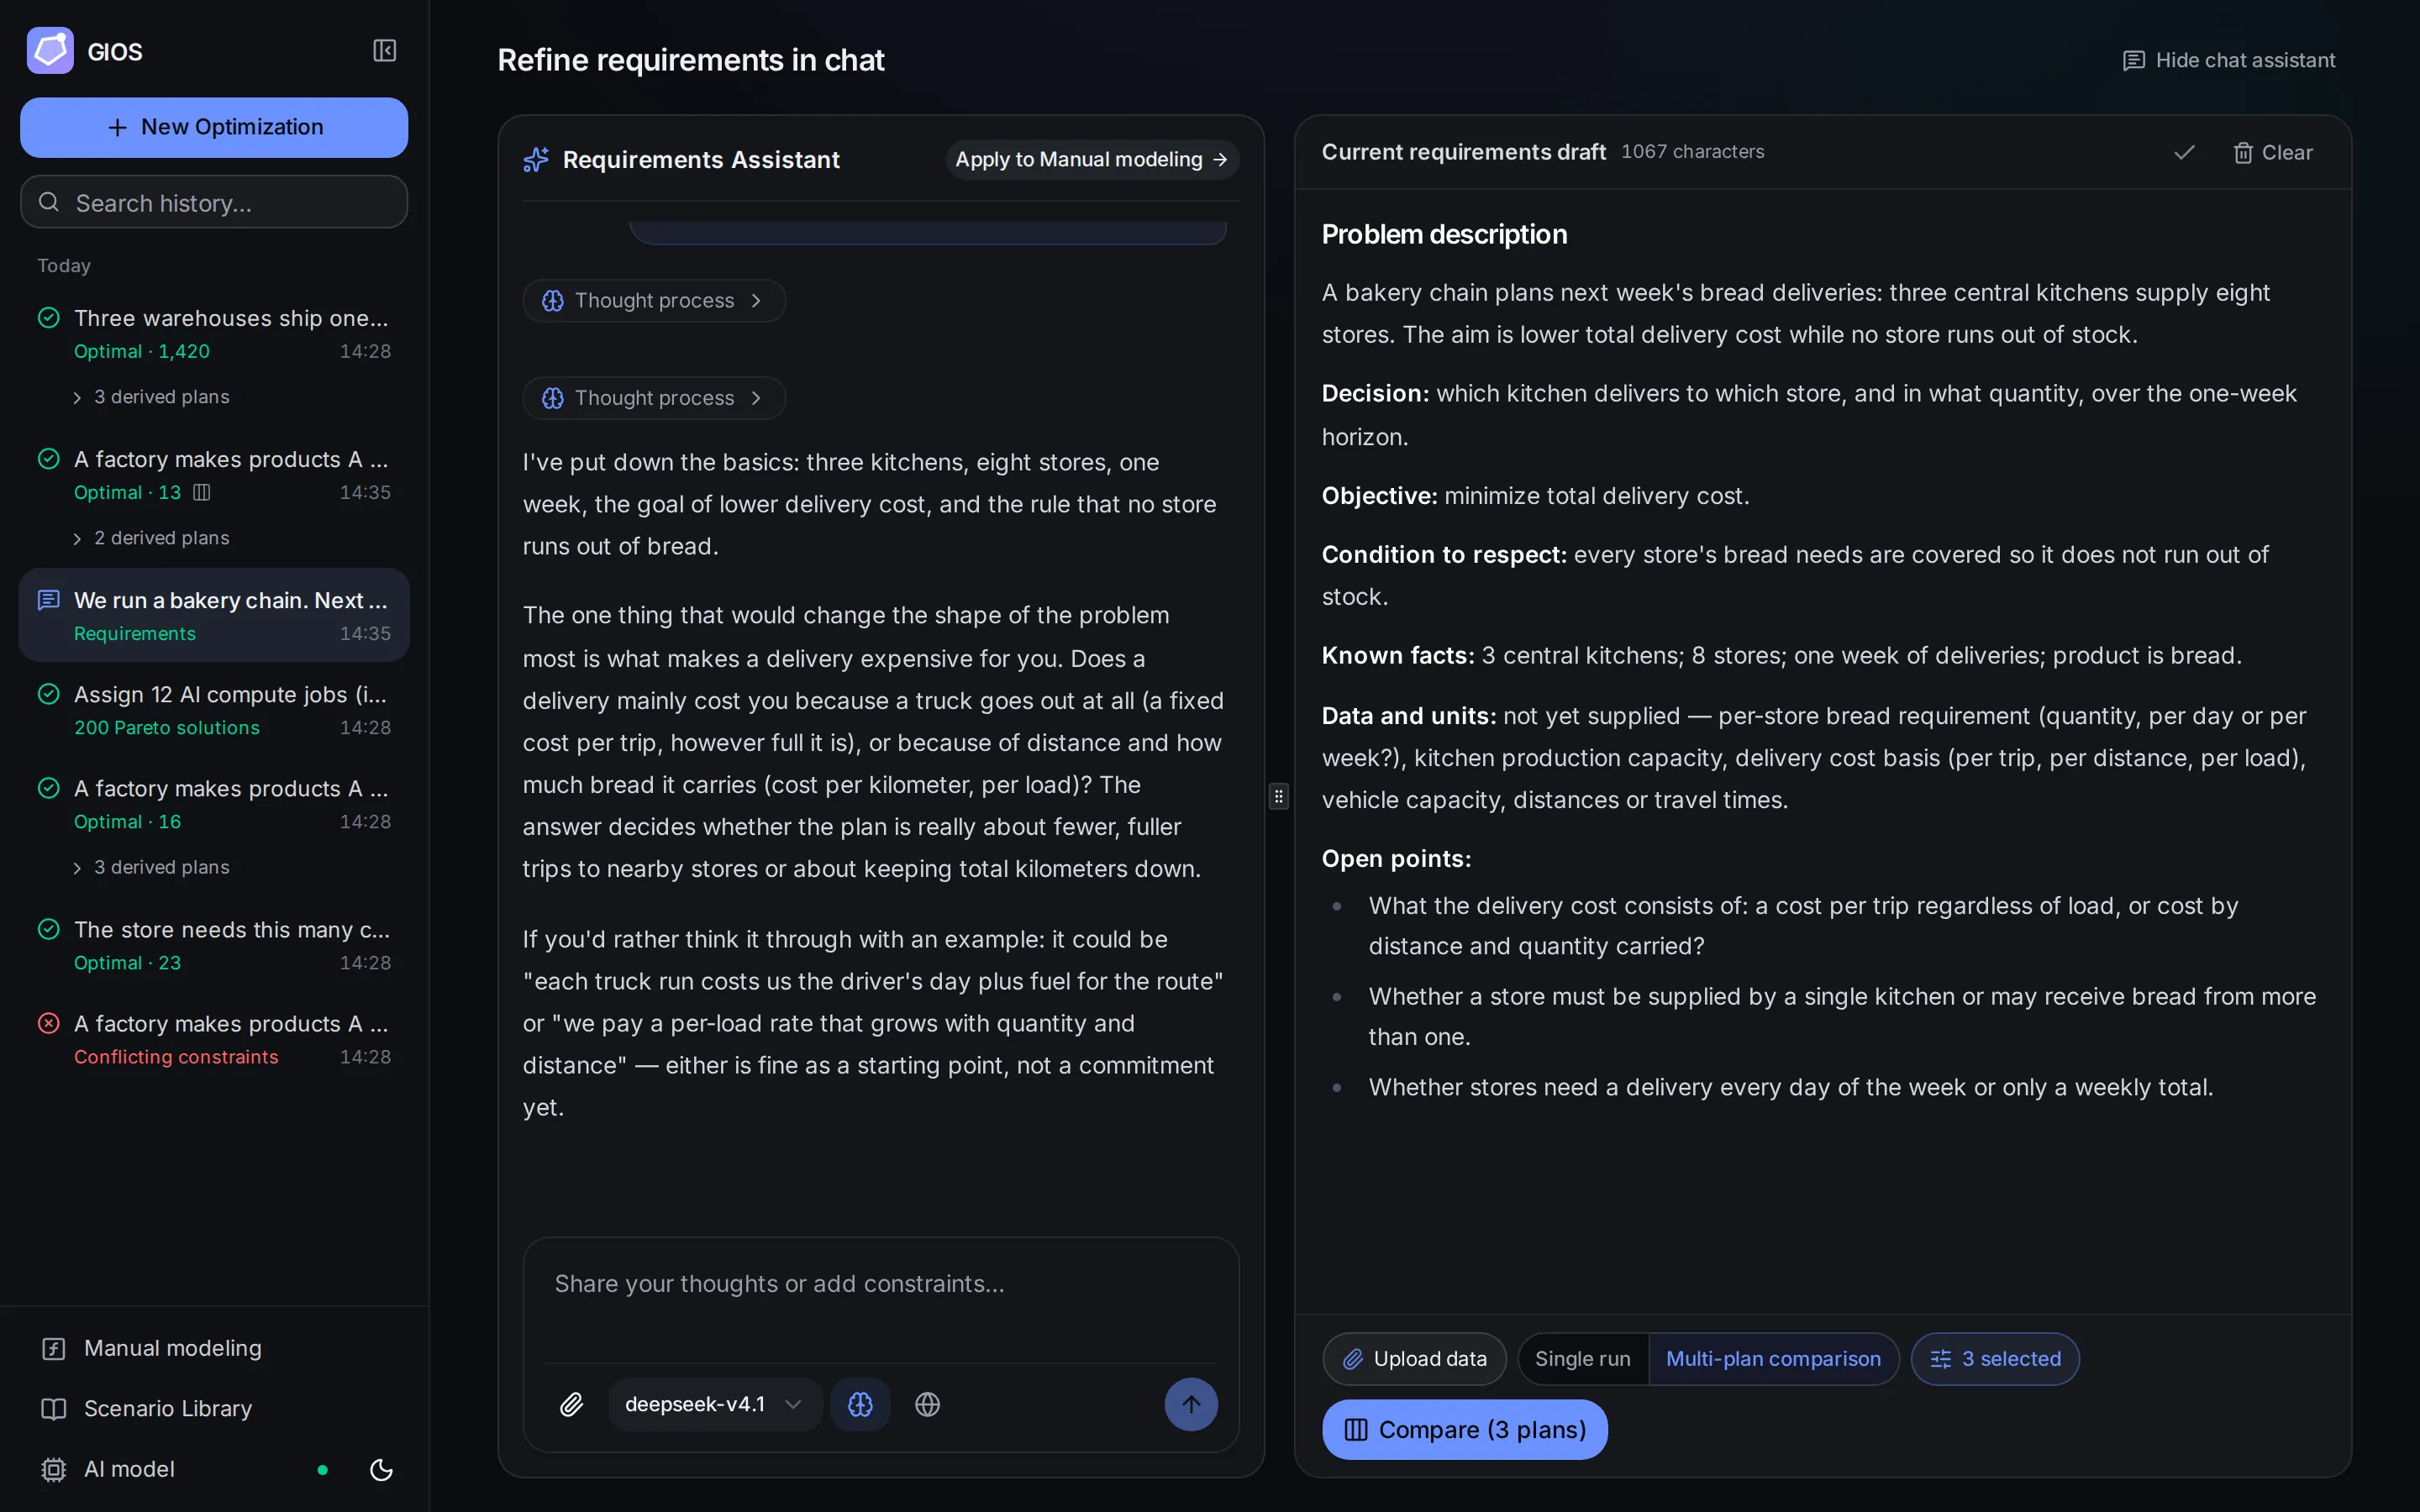 GIOS
New Optimization
Search history...
Today
Three warehouses ship one...
Optimal · 1,420 14:28
3 derived plans
A factory makes products A ...
Optimal · 13 14:35
2 derived plans
We run a bakery chain. Next ...
Requirements 14:35
Assign 12 AI compute jobs (i...
200 Pareto solutions 14:28
A factory makes products A ...
Optimal · 16 14:28
3 derived plans
The store needs this many c...
Optimal · 23 14:28
A factory makes products A ...
Conflicting constraints 14:28
Manual modeling
Scenario Library
AI model
Refine requirements in chat
Hide chat assistant
Requirements Assistant
Apply to Manual modeling →
Thought process
Thought process
I've put down the basics: three kitchens, eight stores, one
week, the goal of lower delivery cost, and the rule that no store
runs out of bread.
The one thing that would change the shape of the problem
most is what makes a delivery expensive for you. Does a
delivery mainly cost you because a truck goes out at all (a fixed
cost per trip, however full it is), or because of distance and how
much bread it carries (cost per kilometer, per load)? The
answer decides whether the plan is really about fewer, fuller
trips to nearby stores or about keeping total kilometers down.
If you'd rather think it through with an example: it could be
"each truck run costs us the driver's day plus fuel for the route"
or "we pay a per-load rate that grows with quantity and
distance" — either is fine as a starting point, not a commitment
yet.
Share your thoughts or add constraints...
deepseek-v4.1
Current requirements draft 1067 characters
Clear
Problem description
A bakery chain plans next week's bread deliveries: three central kitchens supply eight
stores. The aim is lower total delivery cost while no store runs out of stock.
Decision: which kitchen delivers to which store, and in what quantity, over the one-week
horizon.
Objective: minimize total delivery cost.
Condition to respect: every store's bread needs are covered so it does not run out of
stock.
Known facts: 3 central kitchens; 8 stores; one week of deliveries; product is bread.
Data and units: not yet supplied — per-store bread requirement (quantity, per day or per
week?), kitchen production capacity, delivery cost basis (per trip, per distance, per load),
vehicle capacity, distances or travel times.
Open points:
What the delivery cost consists of: a cost per trip regardless of load, or cost by
distance and quantity carried?
Whether a store must be supplied by a single kitchen or may receive bread from more
than one.
Whether stores need a delivery every day of the week or only a weekly total.
Upload data
Single run
Multi-plan comparison
3 selected
Compare (3 plans)